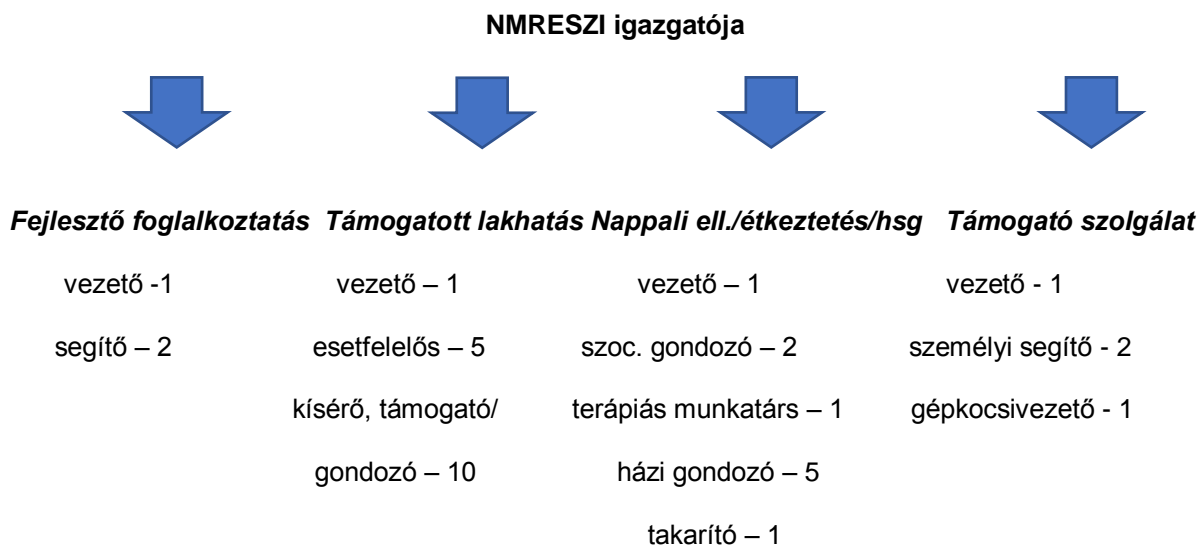 NMRESZI igazgatója
Fejlesztő foglalkoztatás Támogatott lakhatás Nappali ell./étkeztetés/hsg Támogató szolgálat
vezető -1 vezető – 1 vezető – 1 vezető - 1
segítő – 2 esetfelelős – 5 szoc. gondozó – 2 személyi segítő - 2
kísérő, támogató/ terápiás munkatárs – 1 gépkocsivezető - 1
gondozó – 10 házi gondozó – 5
takarító – 1